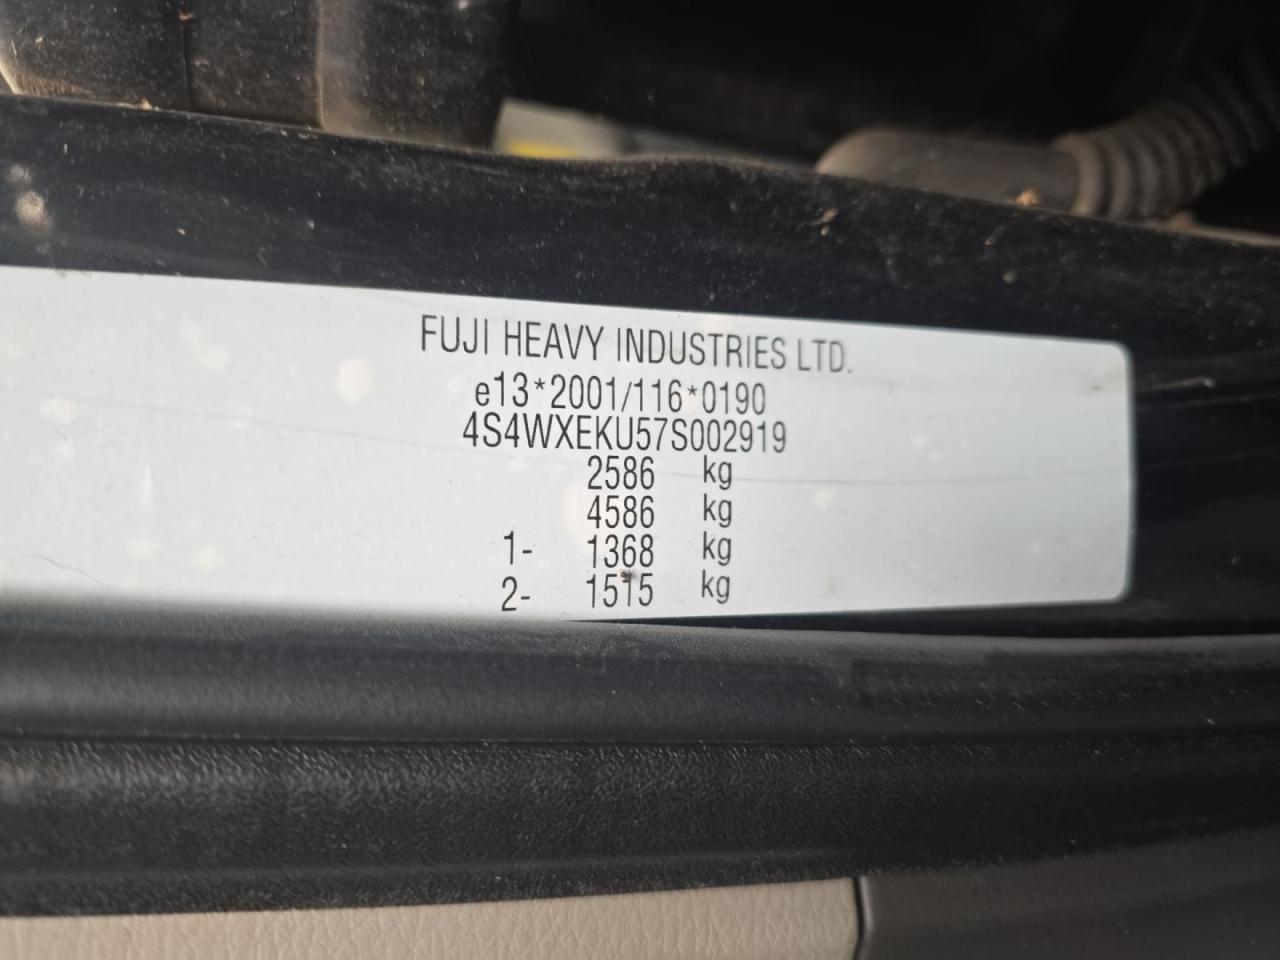 FUJI HEAVY INDUSTRIES LTD.
e13*2001/116*0190
4S4WXEKU57S002919
2586 kg
4586 kg
1- 1368 kg
2- 1515 kg